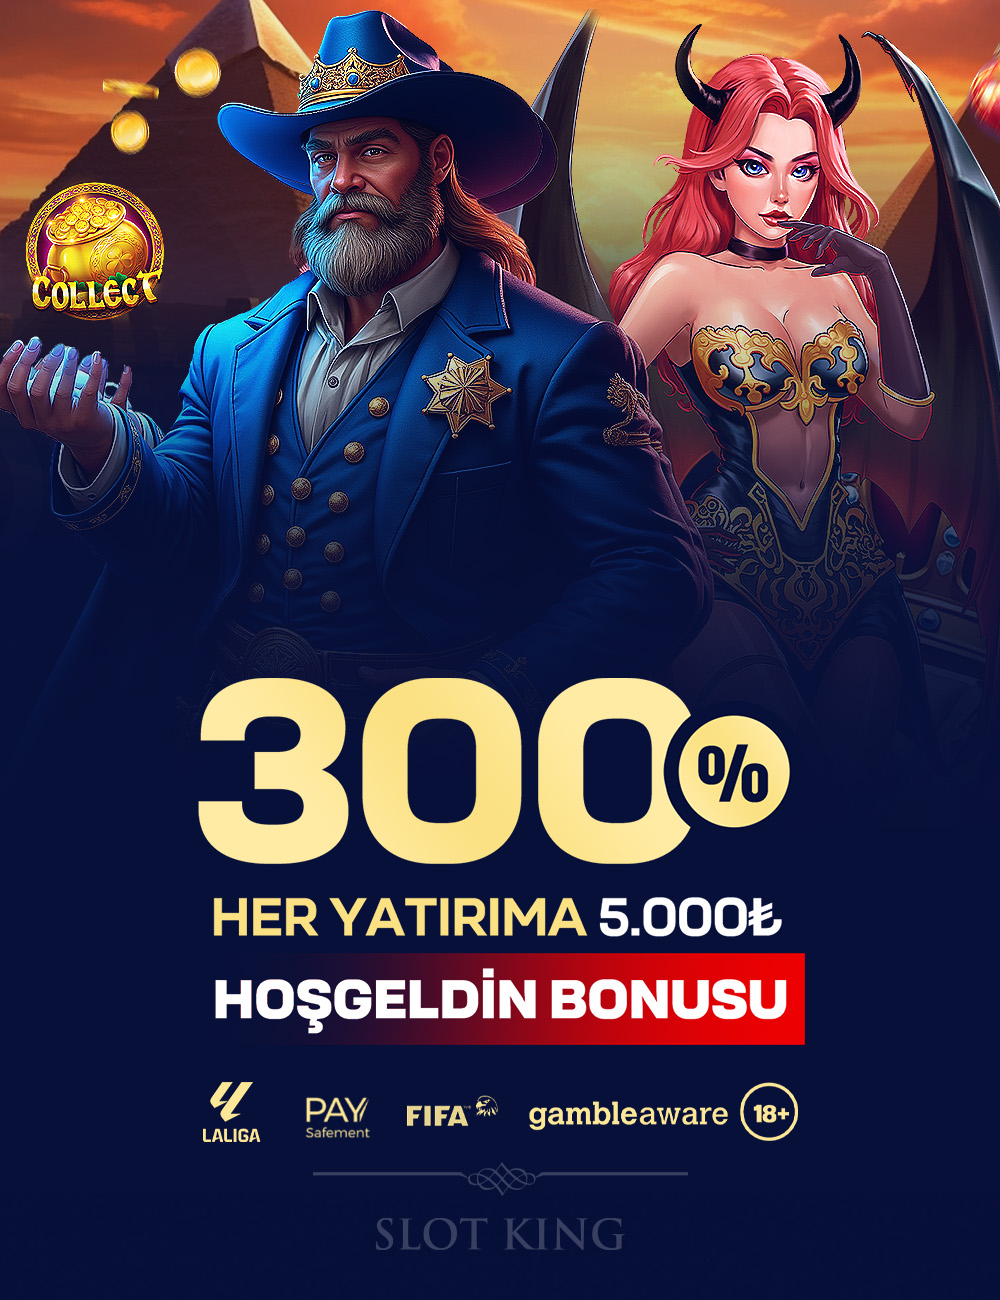 COLLECT
300%
HER YATIRIMA 5.000₺
HOŞGELDİN BONUSU
LALIGA
PAY
Safement
FIFA
gambleaware
18+
SLOT KING